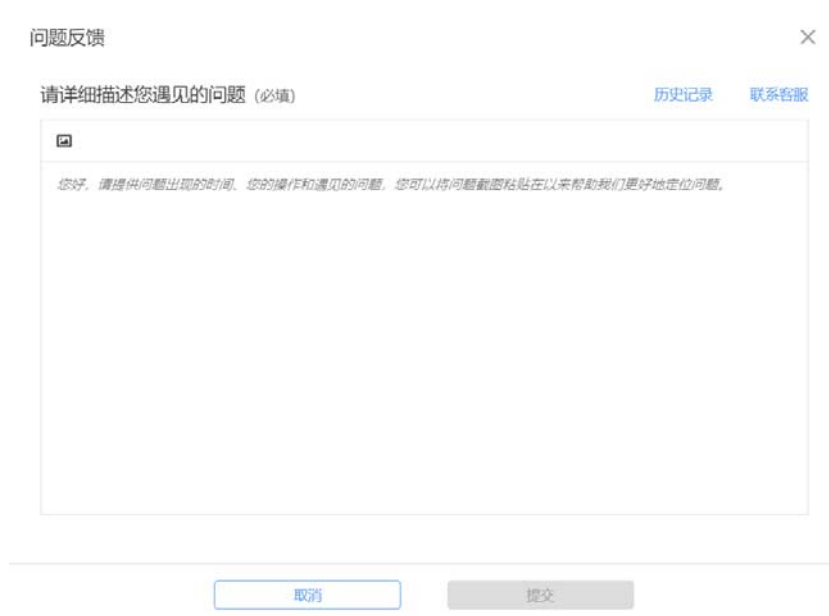 问题反馈
请详细描述您遇见的问题 (必填)
历史记录
联系客服
您好，请提供问题出现的时间、您的操作和遇见的问题，您可以将问题截图粘贴在以来帮助我们更好地定位问题。
取消
提交